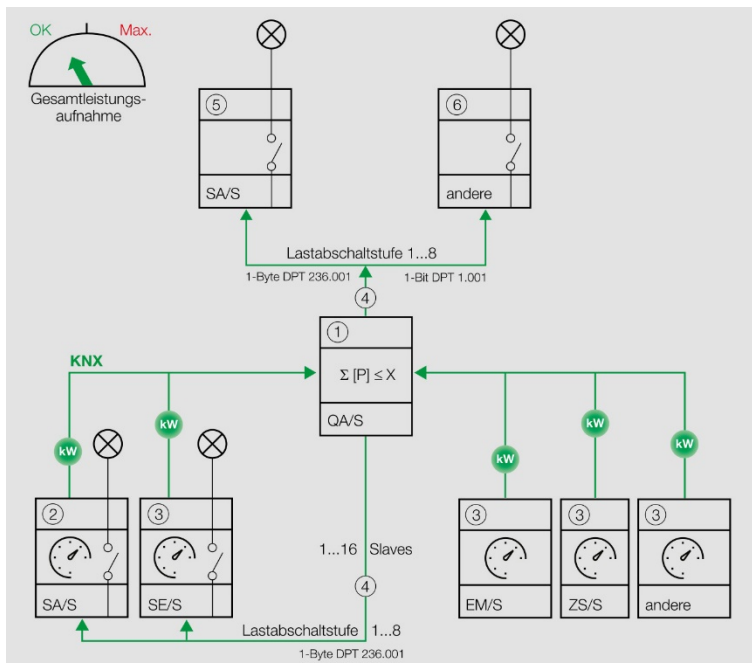 OK Max.
Gesamtleistungs-
aufnahme
5
SA/S
6
andere
Lastabschaltstufe 1...8
1-Byte DPT 236.001 1-Bit DPT 1.001
4
1
Σ [P] ≤ X
QA/S
KNX
kW
kW
kW
kW
kW
2
SA/S
3
SE/S
1...16 Slaves
4
Lastabschaltstufe 1...8
1-Byte DPT 236.001
3
EM/S
3
ZS/S
3
andere